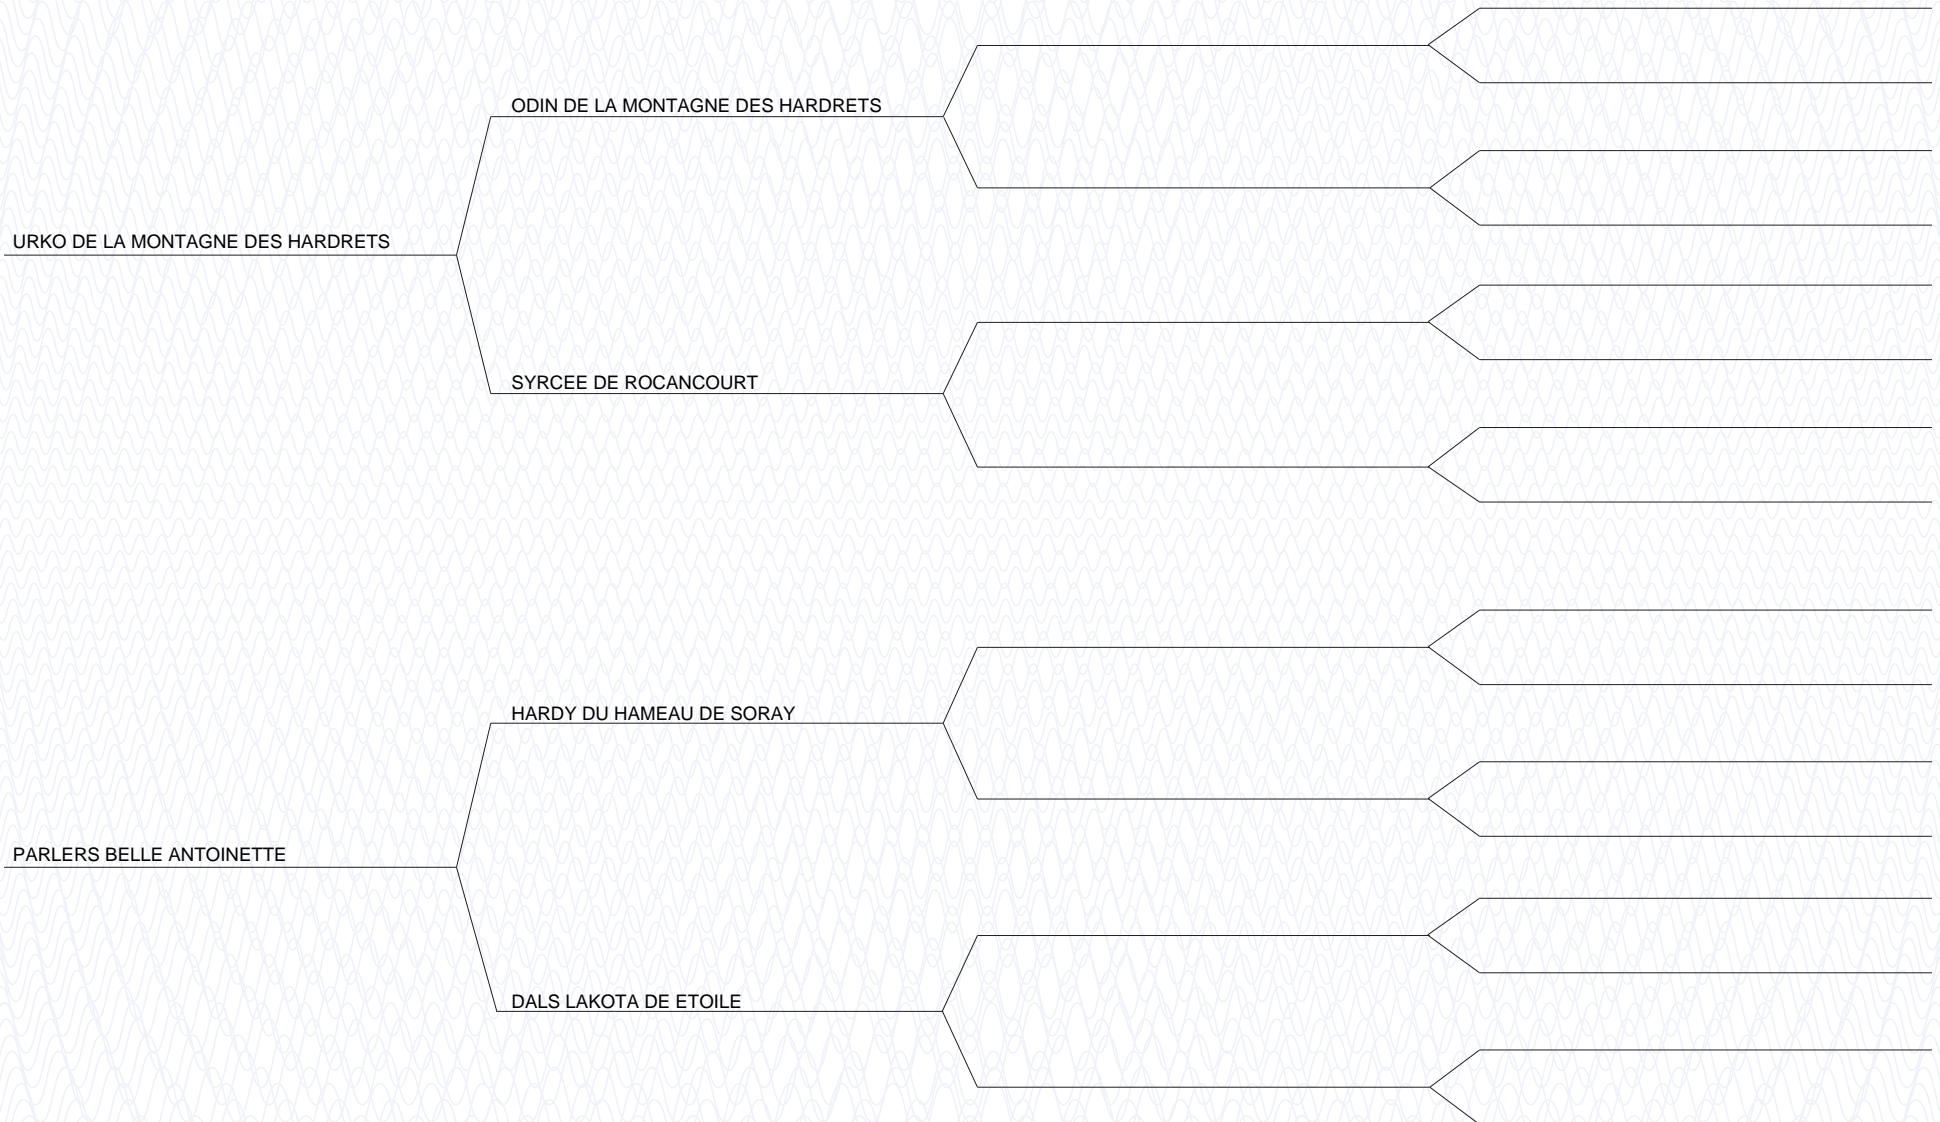 ODIN DE LA MONTAGNE DES HARDRETS
URKO DE LA MONTAGNE DES HARDRETS
SYRCEE DE ROCANCOURT
HARDY DU HAMEAU DE SORAY
PARLERS BELLE ANTOINETTE
DALS LAKOTA DE ETOILE